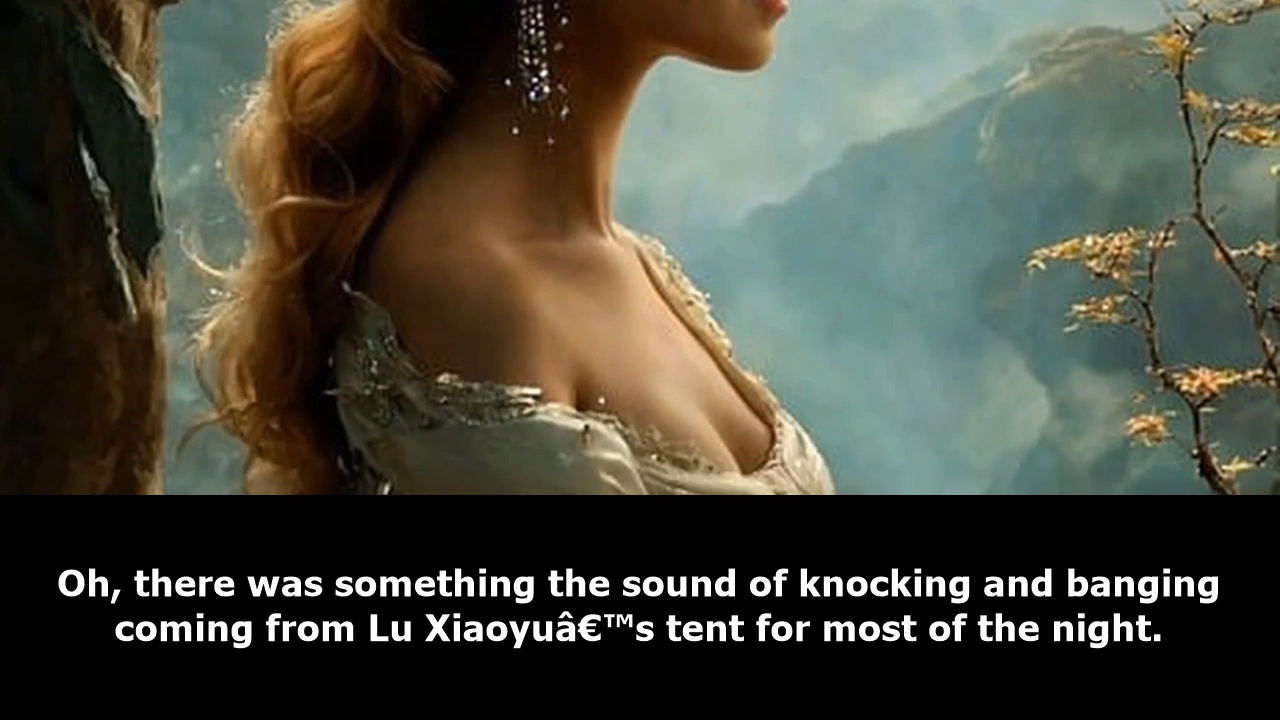 Oh, there was something the sound of knocking and banging
coming from Lu Xiaoyuâ€™s tent for most of the night.